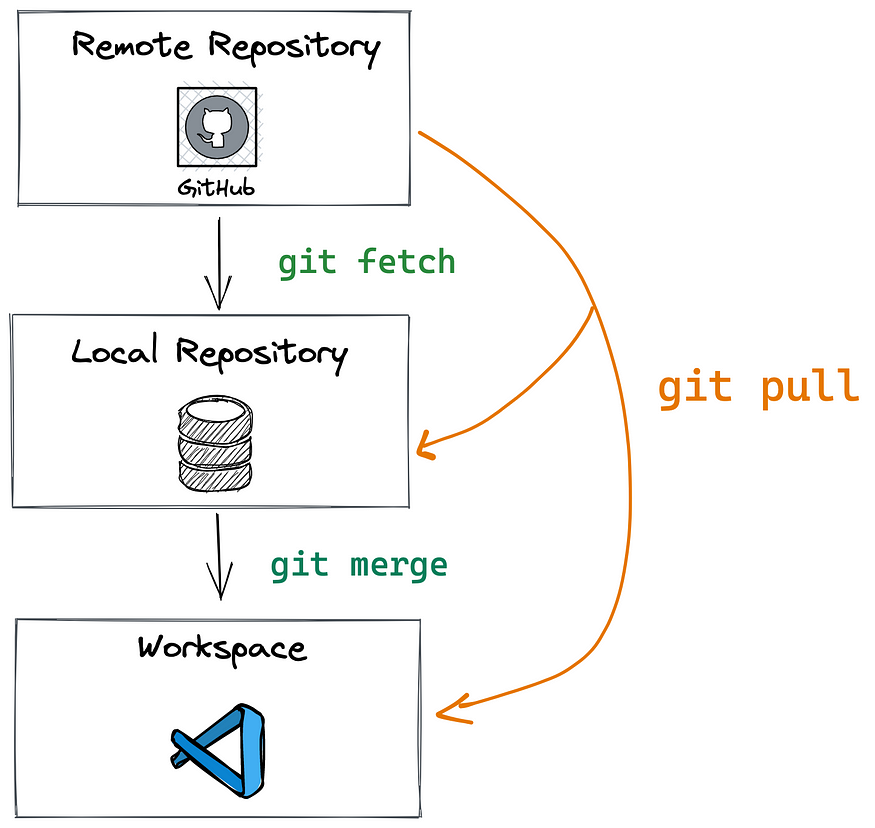 Remote Repository
GitHub
git fetch
Local Repository
git pull
git merge
Workspace